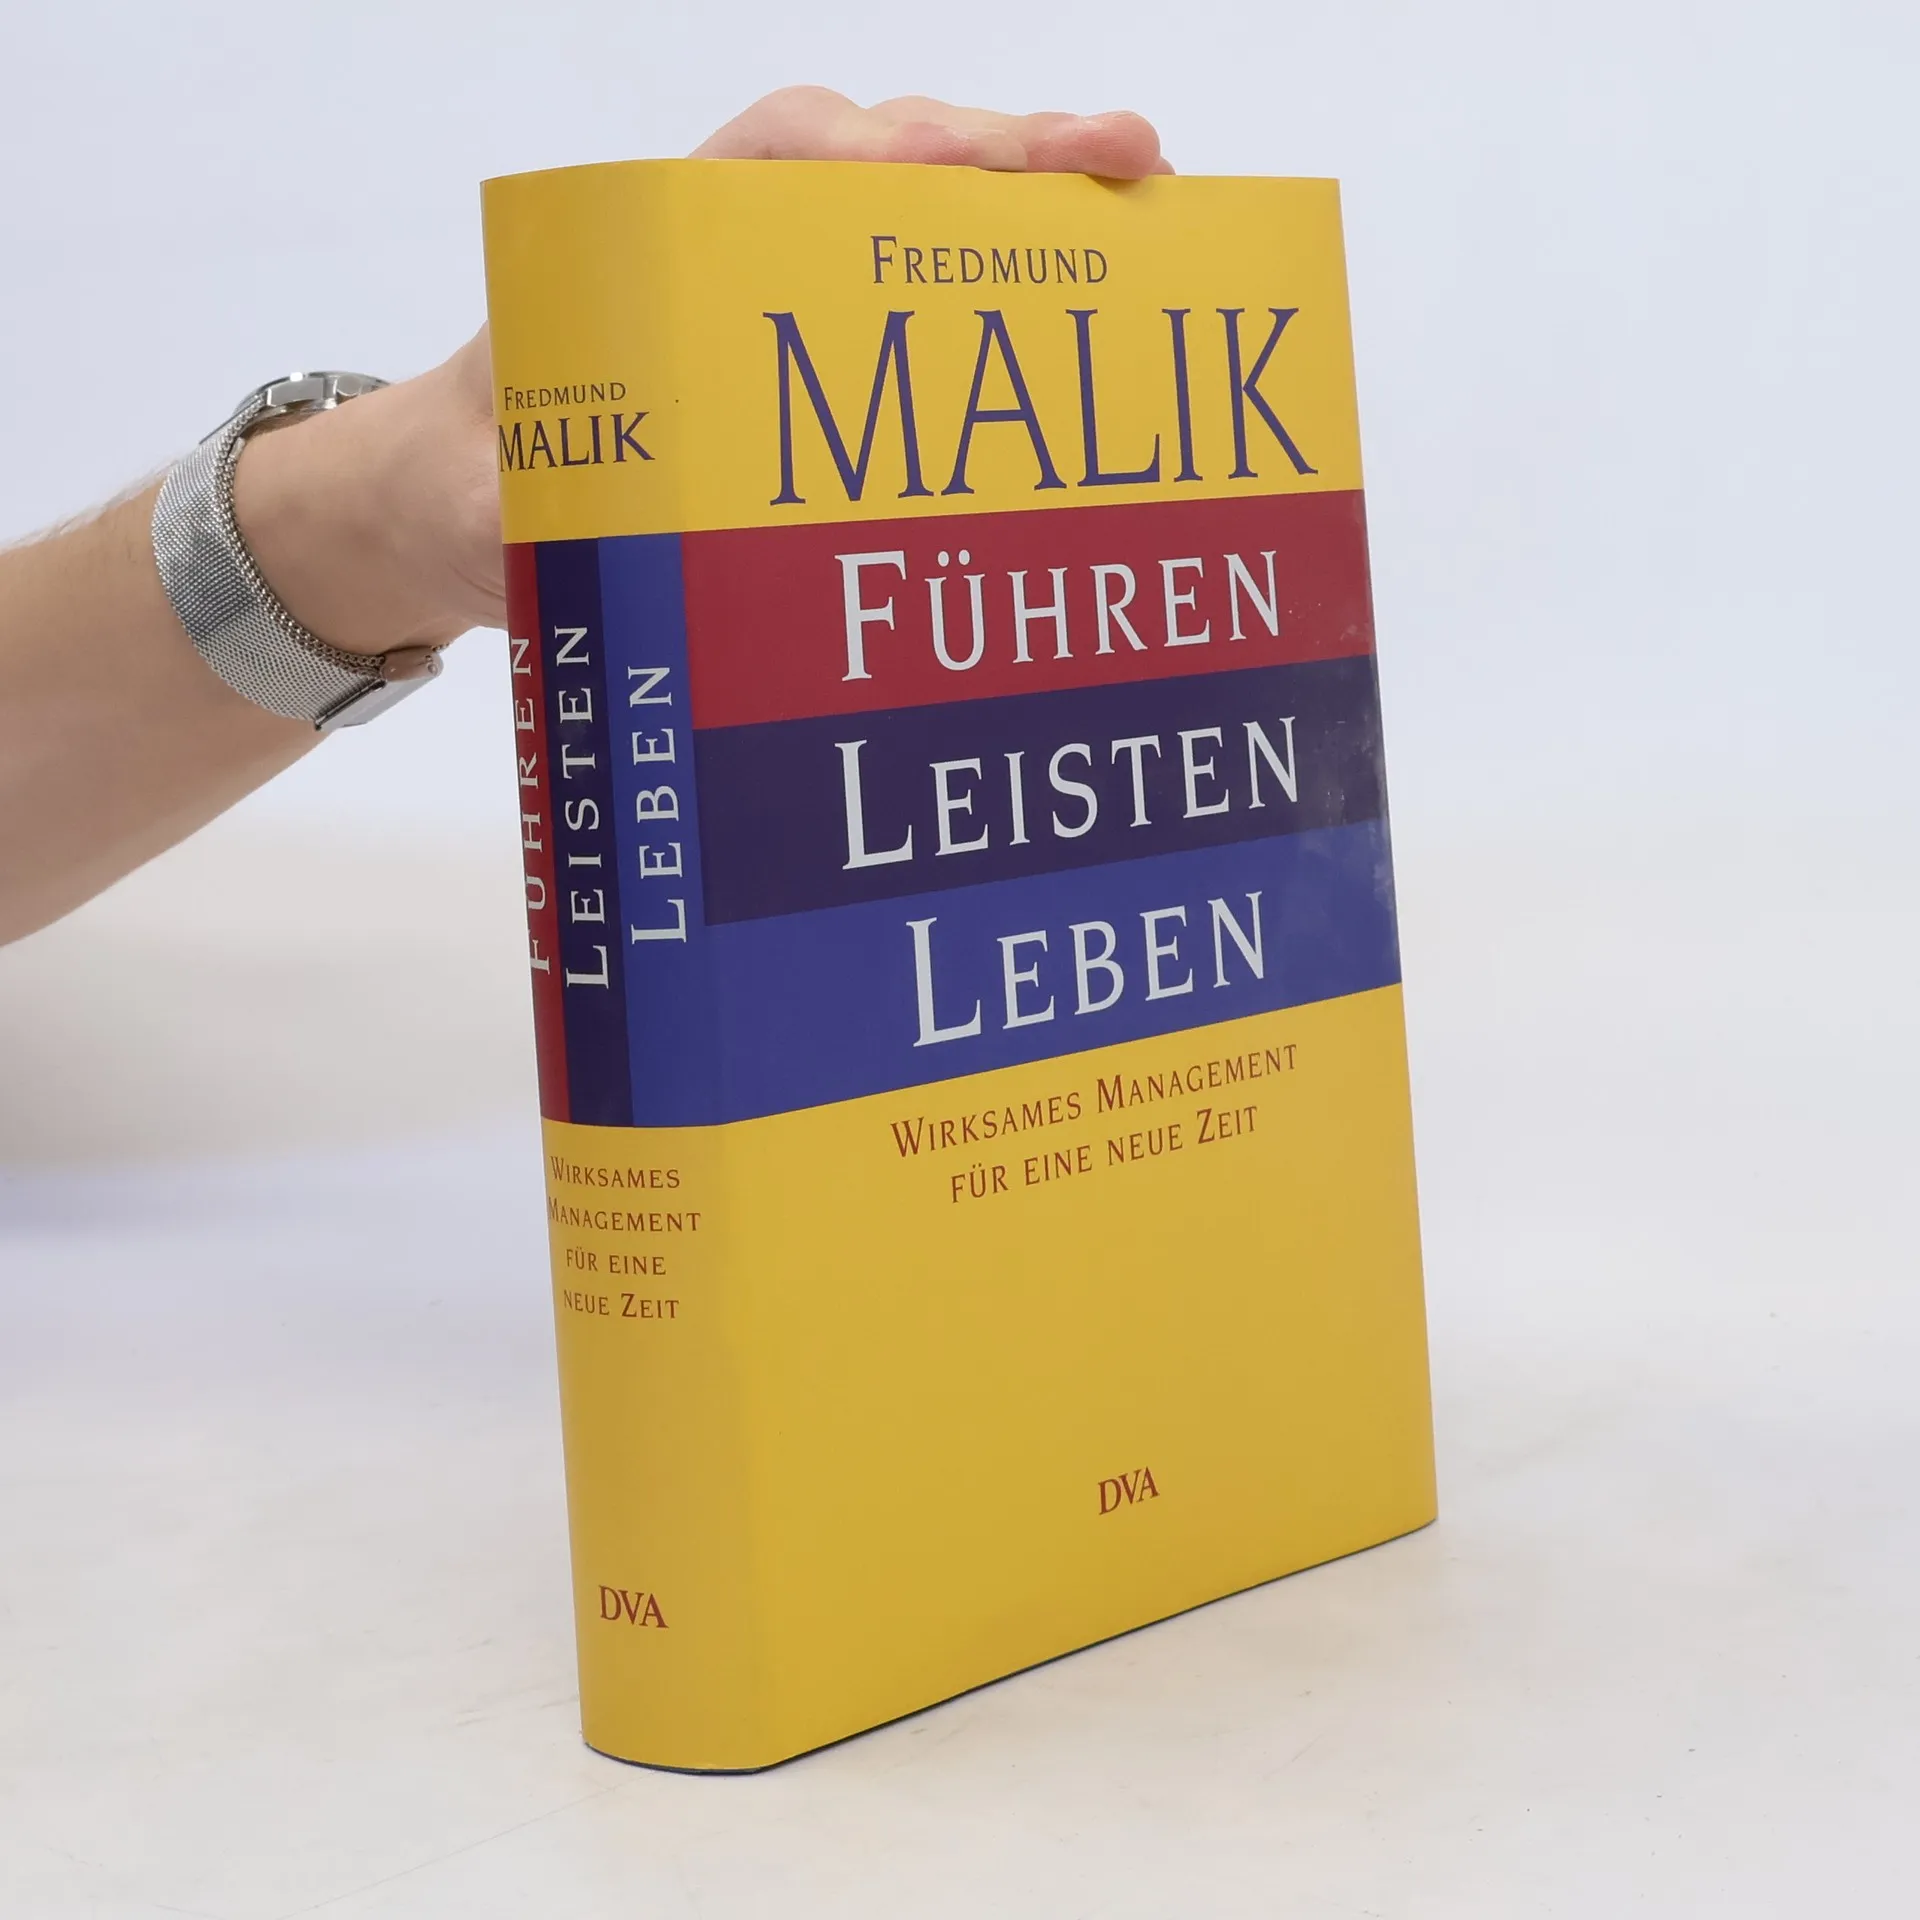 FREDMUND
MALIK
FÜHREN
LEISTEN
LEBEN
WIRKSAMES MANAGEMENT
FÜR EINE NEUE ZEIT
DVA
FREDMUND
MALIK
FÜHREN
LEISTEN
LEBEN
WIRKSAMES
MANAGEMENT
FÜR EINE
NEUE ZEIT
DVA